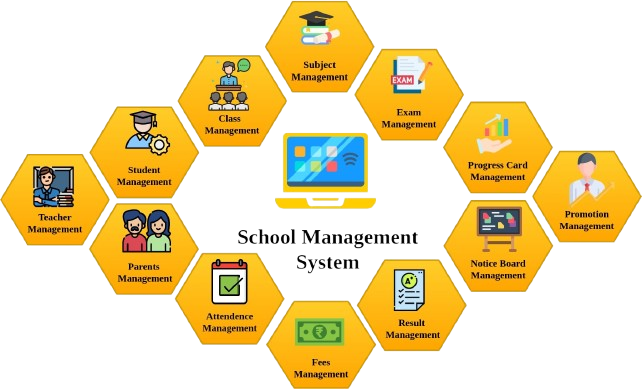 Subject
Management
Class
Management
EXAM
Exam
Management
Student
Management
Progress Card
Management
Teacher
Management
Promotion
Management
School Management
System
Parents
Management
Notice Board
Management
A+
Attendence
Management
Result
Management
₹
Fees
Management